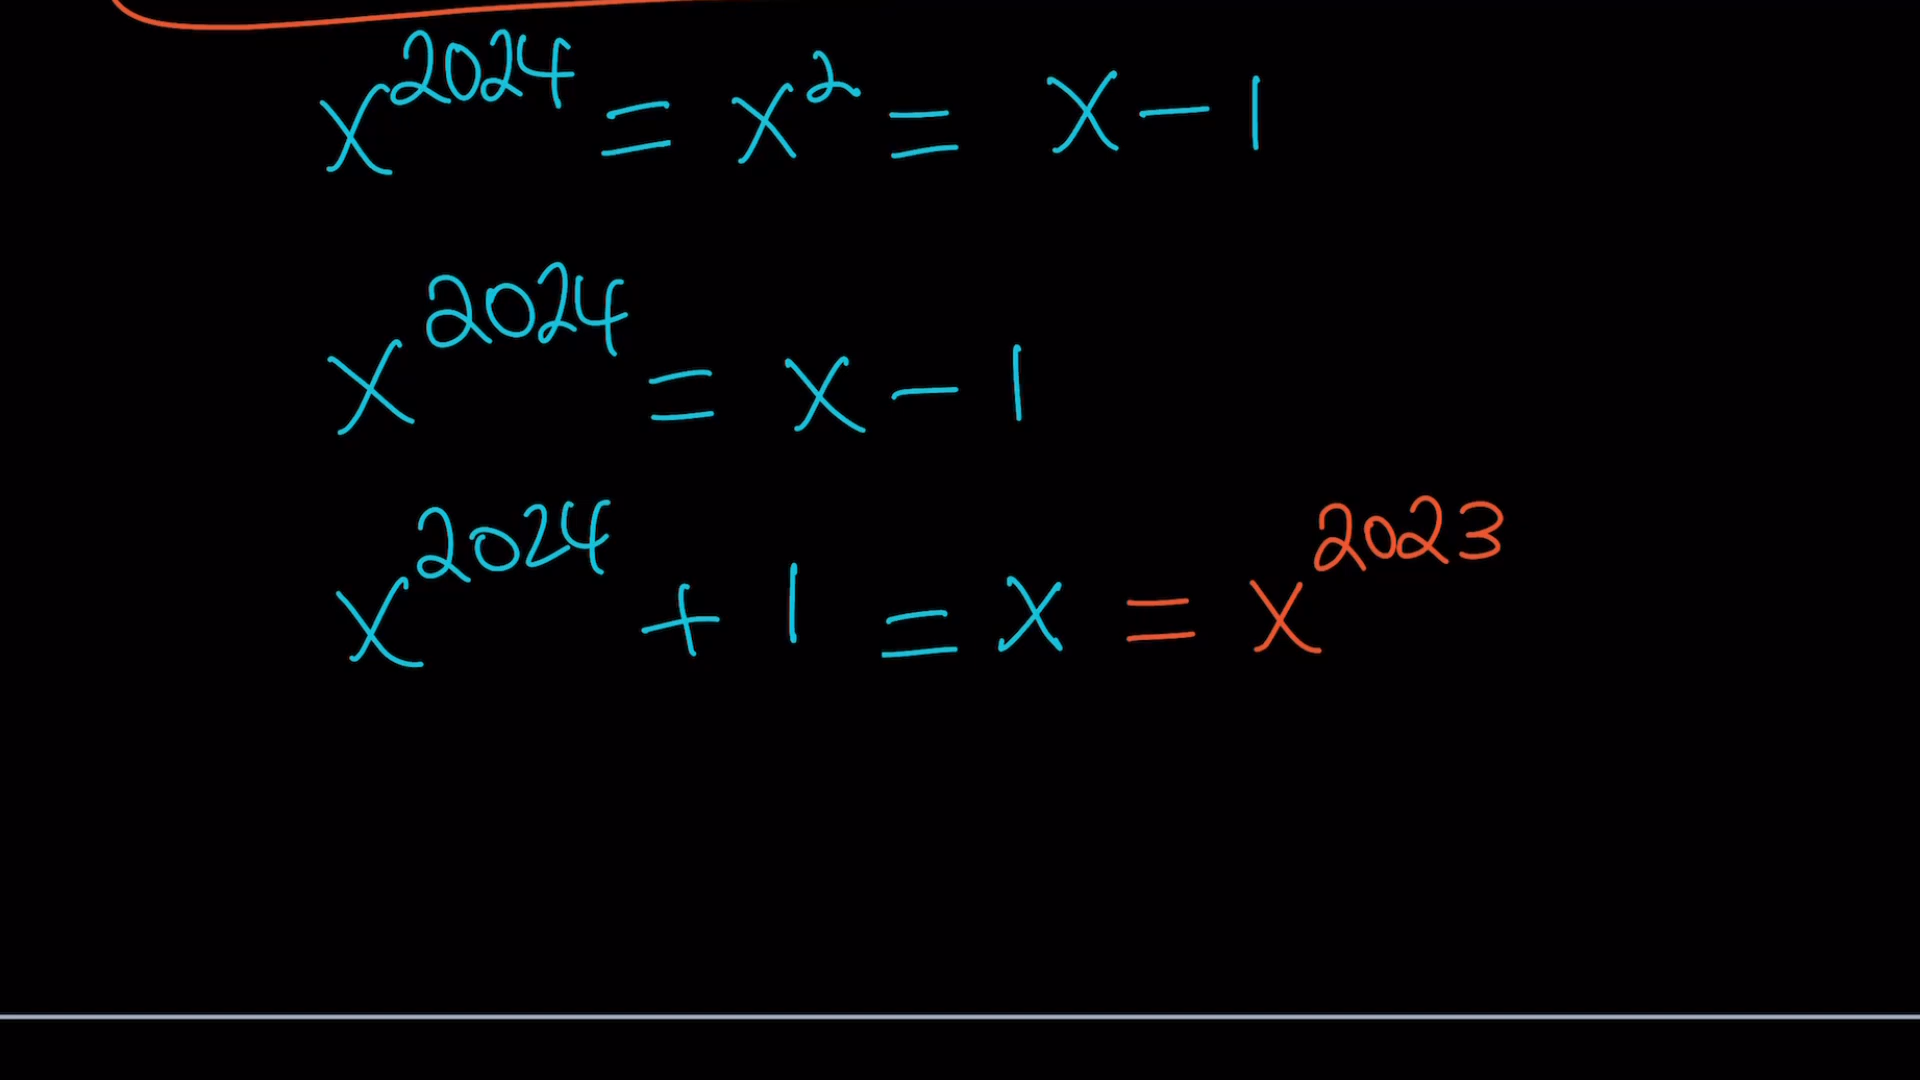 x^2024 = x^2 = x - 1
x^2024 = x - 1
x^2024 + 1 = x = x^2023